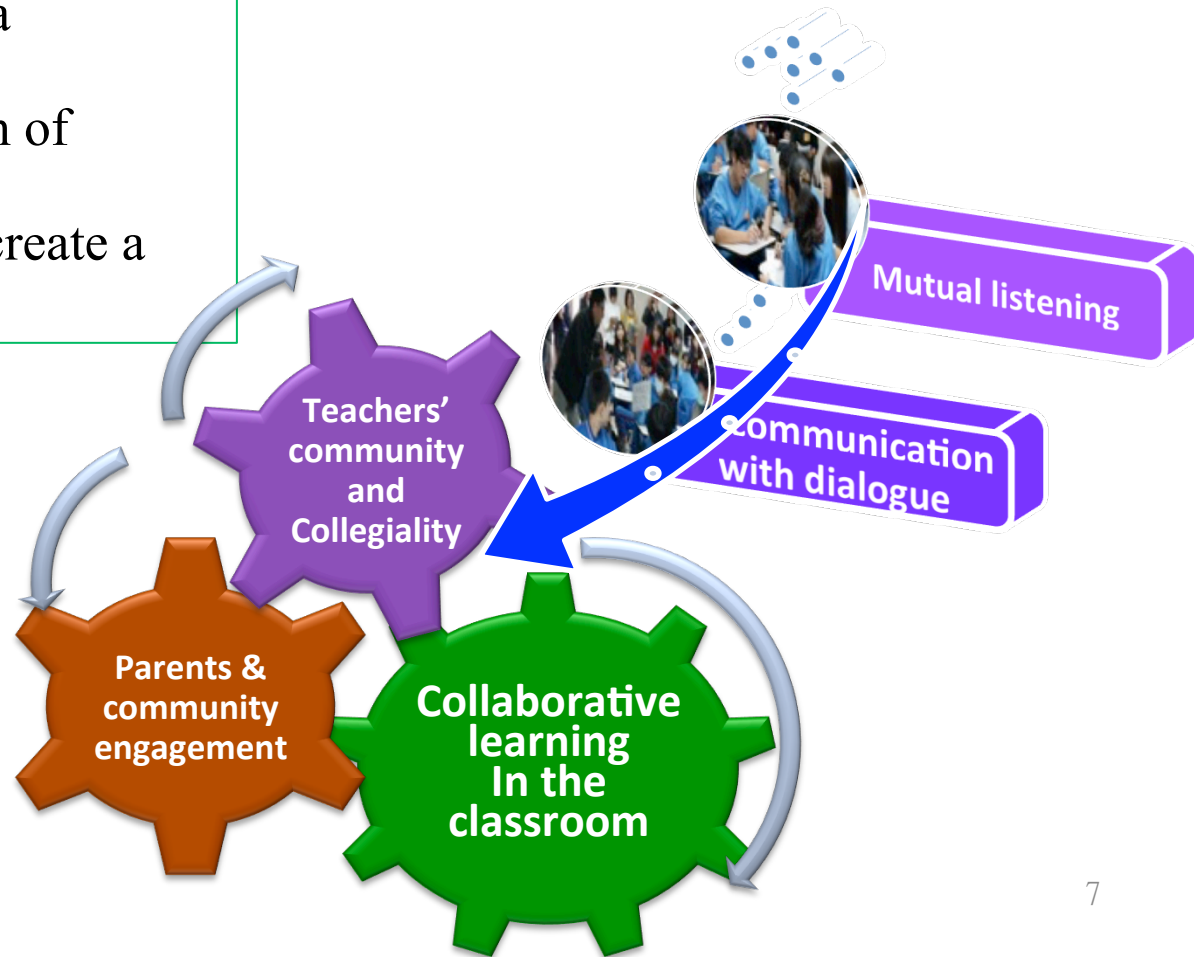 a
of
create a
Mutual listening
communication
with dialogue
Teachers'
community
and
Collegiality
Parents &
community
engagement
Collaborative
learning
In the
classroom
7